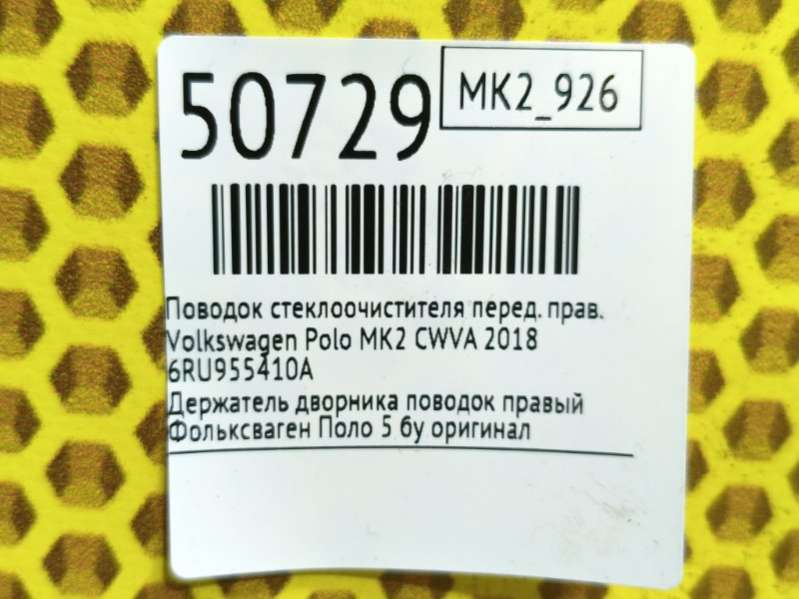 50729
MK2_926
Поводок стеклоочистителя перед. прав.
Volkswagen Polo MK2 CWVA 2018
6RU955410A
Держатель дворника поводок правый
Фольксваген Поло 5 бу оригинал